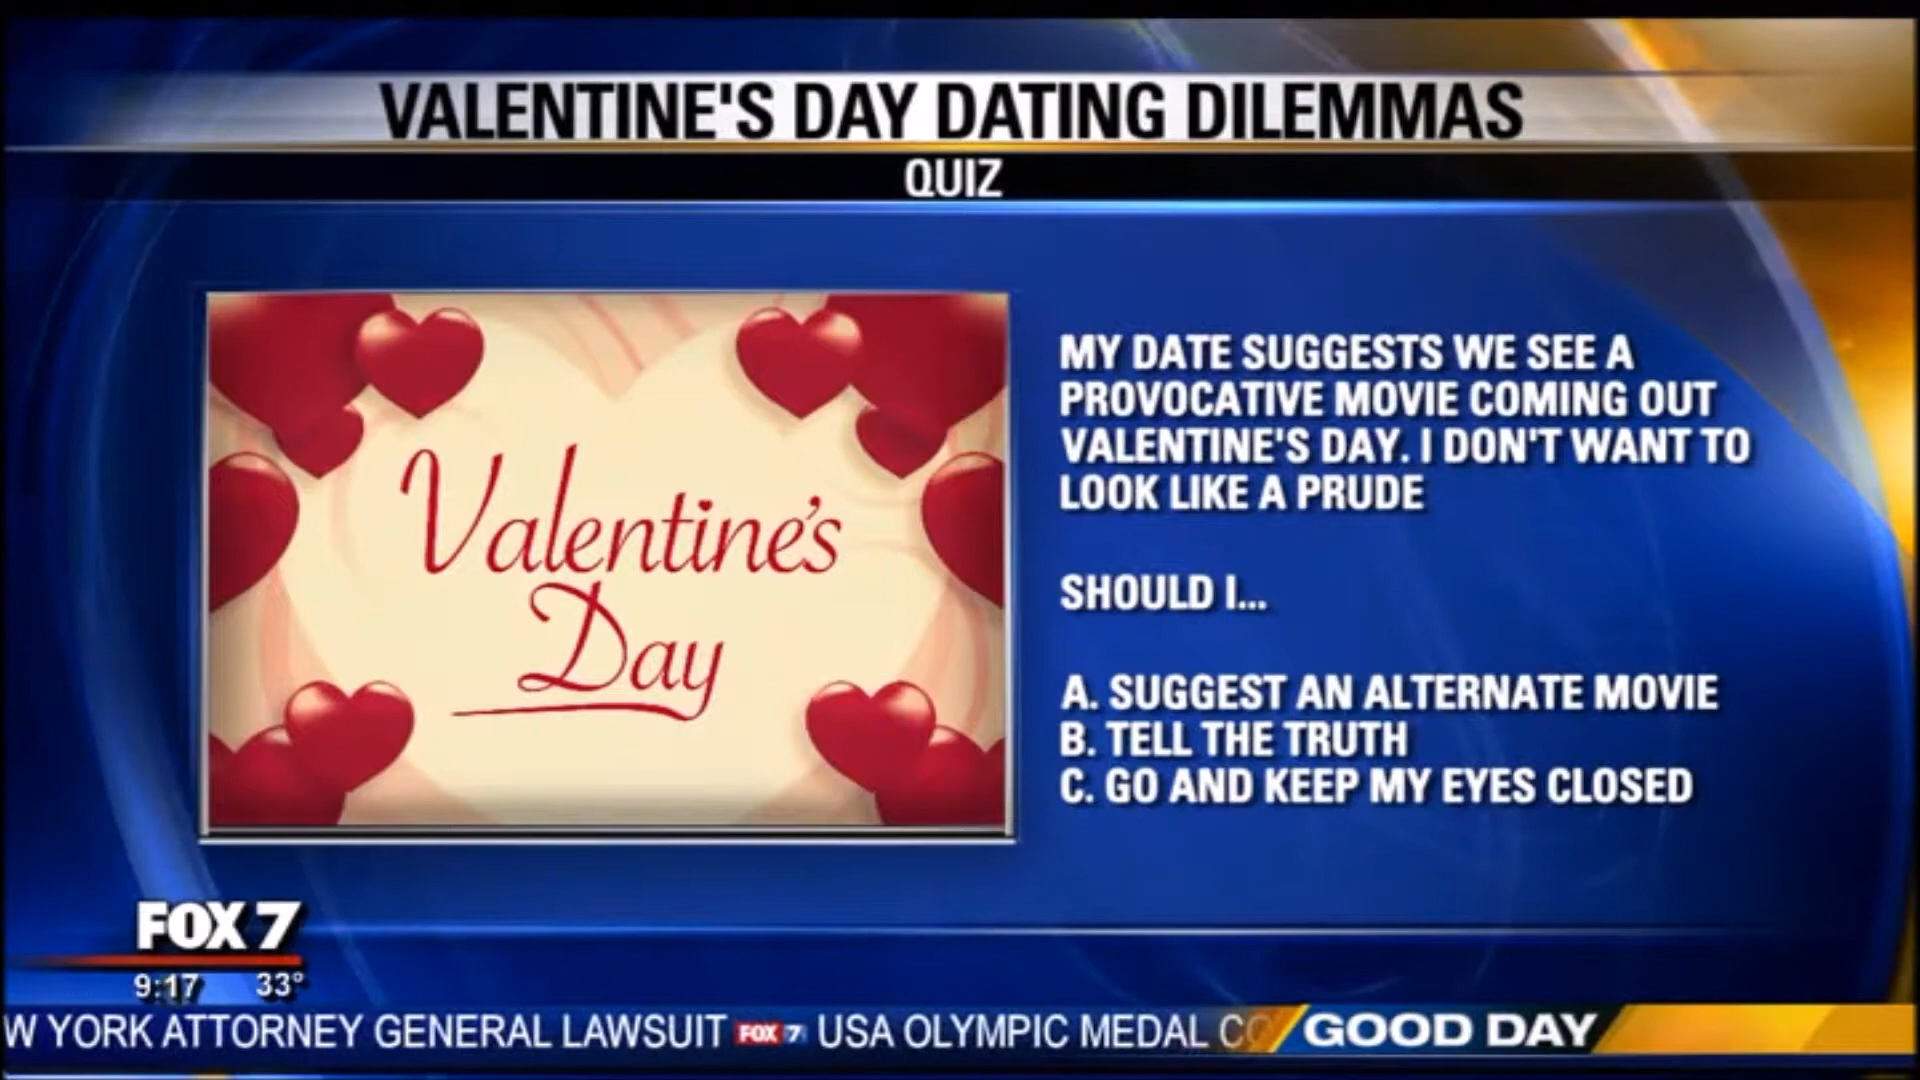 VALENTINE'S DAY DATING DILEMMAS
QUIZ
Valentine's
Day
MY DATE SUGGESTS WE SEE A
PROVOCATIVE MOVIE COMING OUT
VALENTINE'S DAY. I DON'T WANT TO
LOOK LIKE A PRUDE
SHOULD I...
A. SUGGEST AN ALTERNATE MOVIE
B. TELL THE TRUTH
C. GO AND KEEP MY EYES CLOSED
FOX 7
9:17 33°
W YORK ATTORNEY GENERAL LAWSUIT FOX 7 USA OLYMPIC MEDAL GOOD DAY